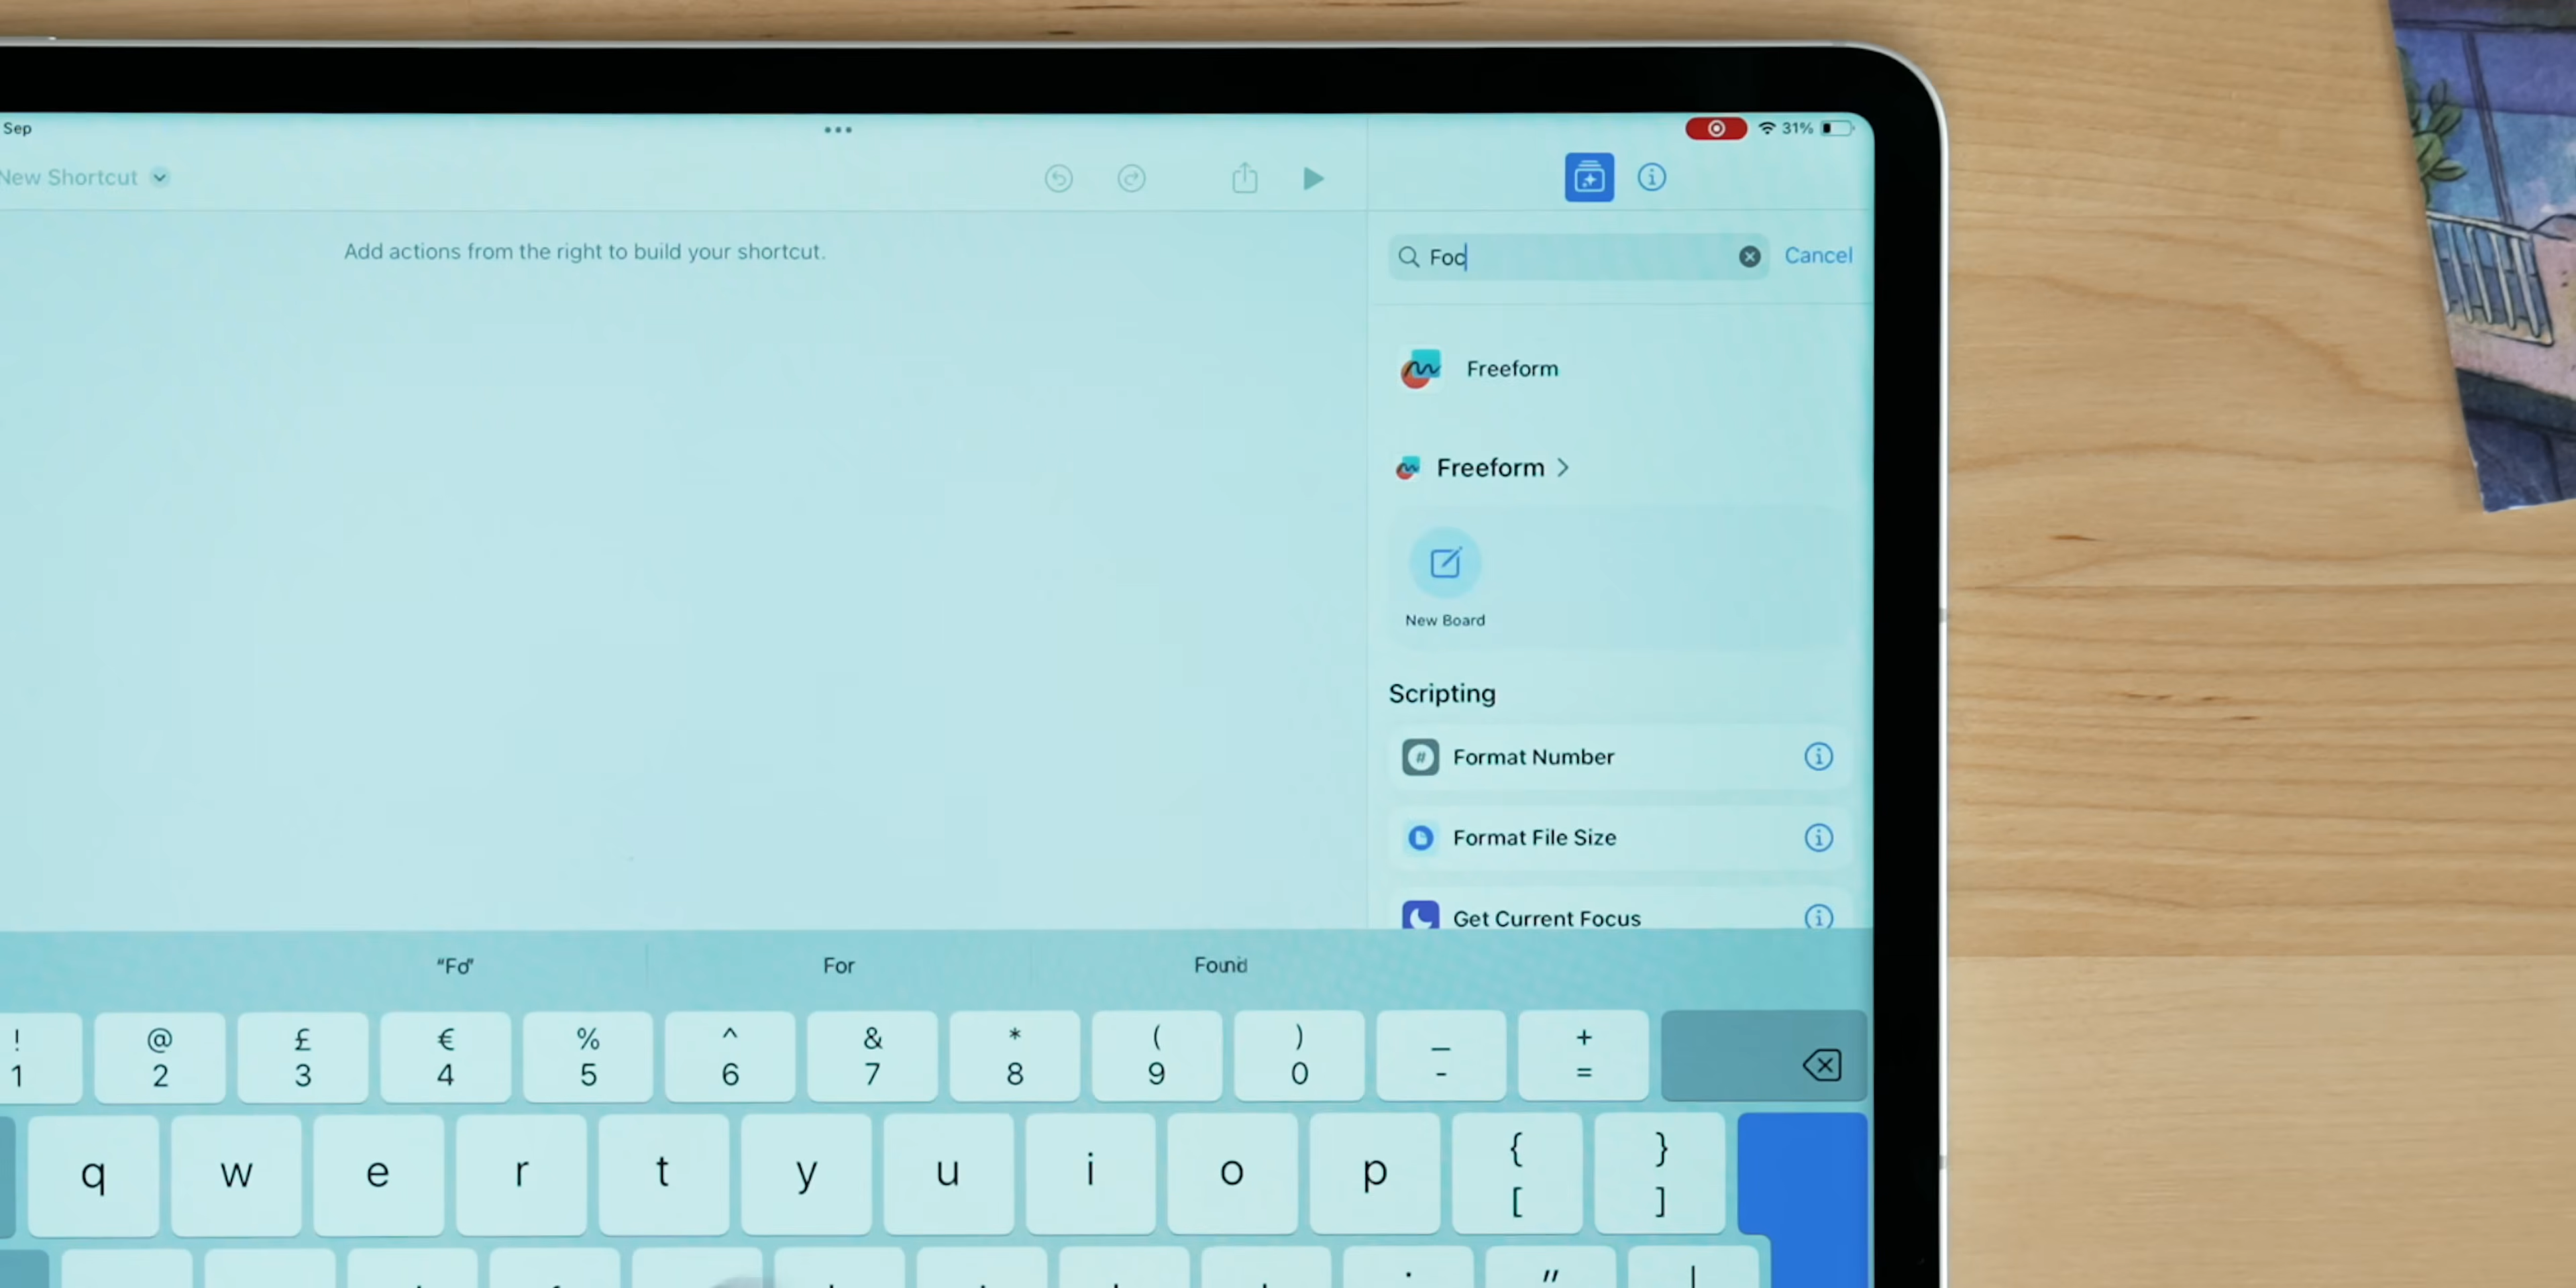 Sep
31%
New Shortcut
Add actions from the right to build your shortcut.
Foc
Cancel
Freeform
Freeform >
New Board
Scripting
# Format Number
Format File Size
Get Current Focus
"Fo" For Found
! @ £ € % ^ & * ( ) _ +
1 2 3 4 5 6 7 8 9 0 - =
q w e r t y u i o p { }
[ ]
" |